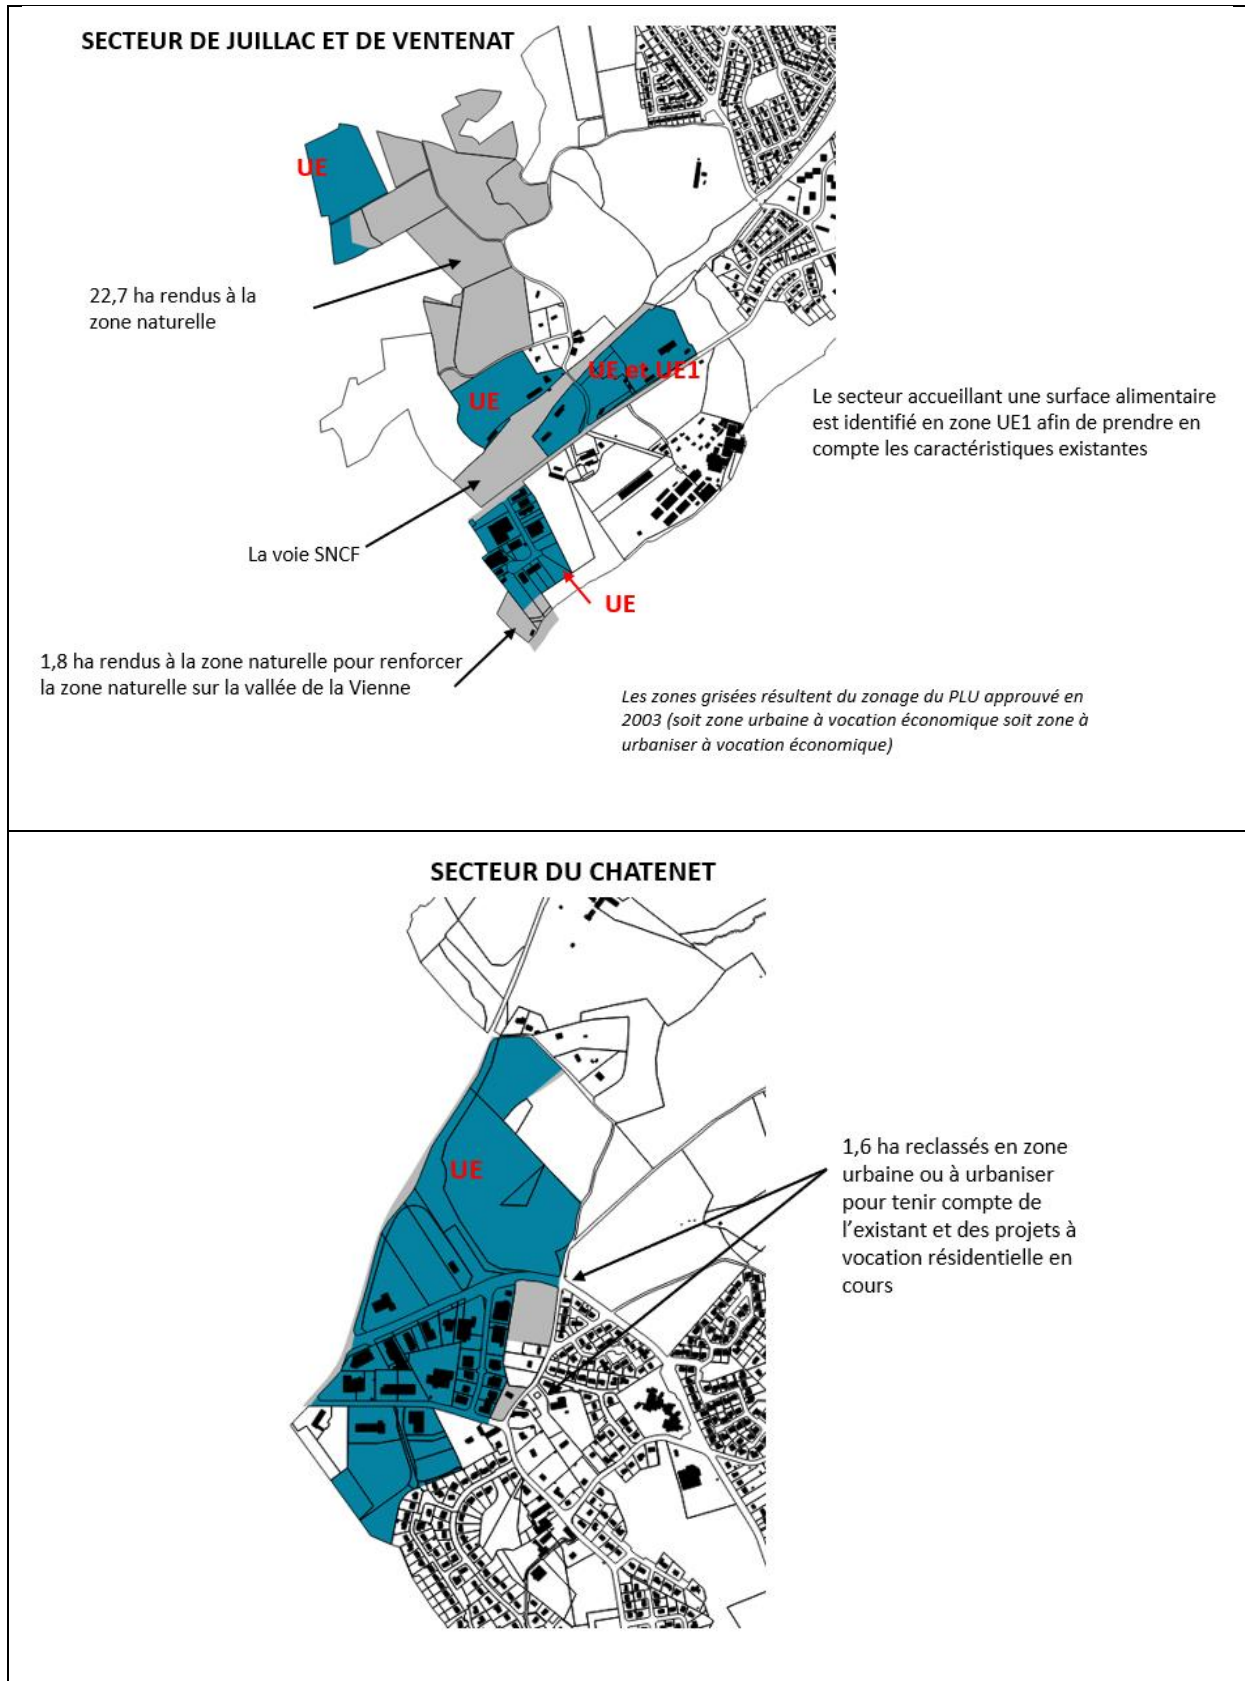 SECTEUR DE JUILLAC ET DE VENTENAT
UE
22,7 ha rendus à la
zone naturelle
UE et UE1
UE
Le secteur accueillant une surface alimentaire
est identifié en zone UE1 afin de prendre en
compte les caractéristiques existantes
La voie SNCF
UE
1,8 ha rendus à la zone naturelle pour renforcer
la zone naturelle sur la vallée de la Vienne
Les zones grisées résultent du zonage du PLU approuvé en
2003 (soit zone urbaine à vocation économique soit zone à
urbaniser à vocation économique)
SECTEUR DU CHATENET
UE
1,6 ha reclassés en zone
urbaine ou à urbaniser
pour tenir compte de
l'existant et des projets à
vocation résidentielle en
cours